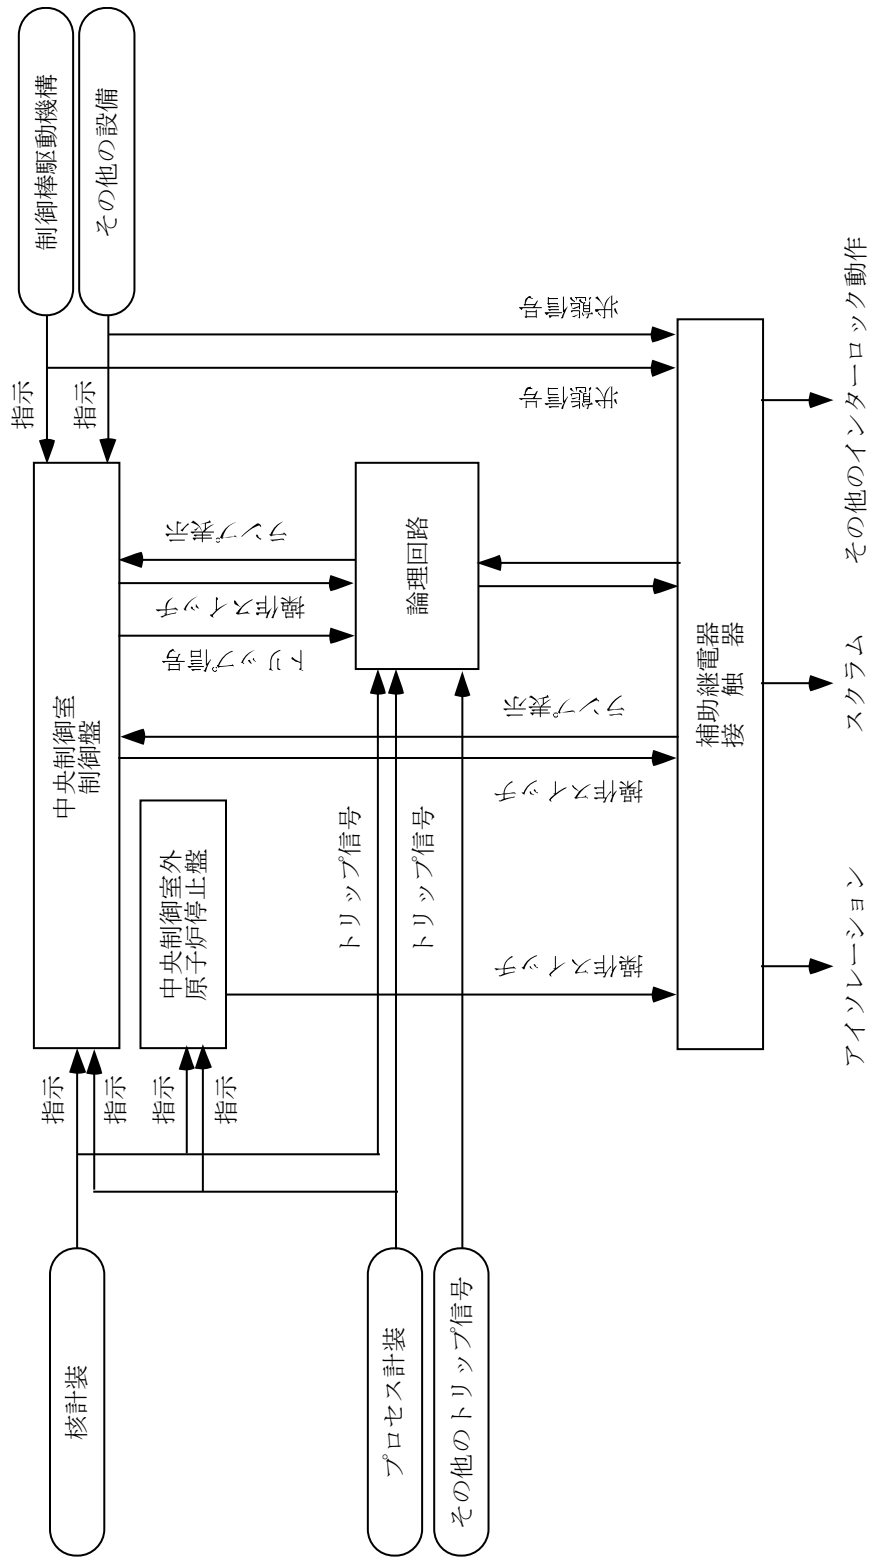 核計装
プロセス計装
その他のトリップ信号
指示
指示
指示
指示
中央制御室
制御盤
中央制御室外
原子炉停止盤
トリップ信号
トリップ信号
操作スイッチ
操作スイッチ
ランプ表示
トリップ信号
操作スイッチ
ランプ表示
論理回路
補助継電器
接触器
指示
指示
状態信号
状態信号
制御棒駆動機構
その他の設備
アイソレーション
スクラム
その他のインターロック動作